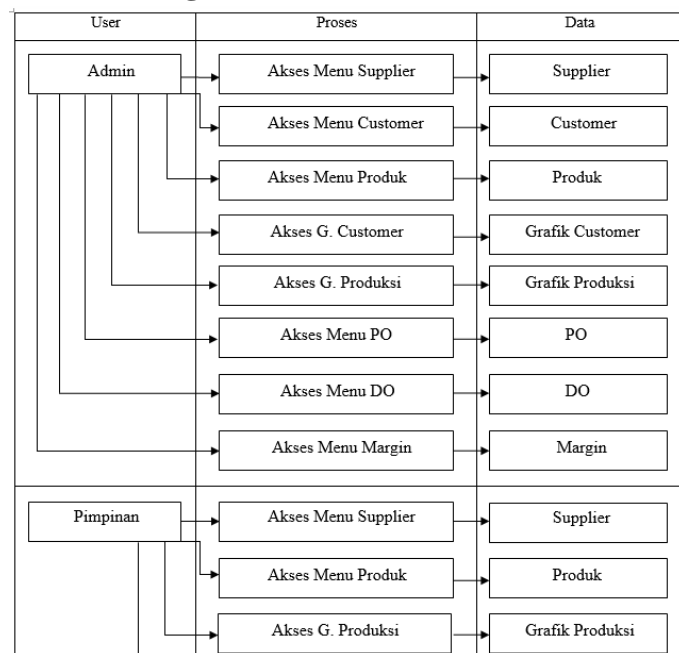 User Proses Data
Admin Akses Menu Supplier Supplier
Akses Menu Customer Customer
Akses Menu Produk Produk
Akses G. Customer Grafik Customer
Akses G. Produksi Grafik Produksi
Akses Menu PO PO
Akses Menu DO DO
Akses Menu Margin Margin
Pimpinan Akses Menu Supplier Supplier
Akses Menu Produk Produk
Akses G. Produksi Grafik Produksi